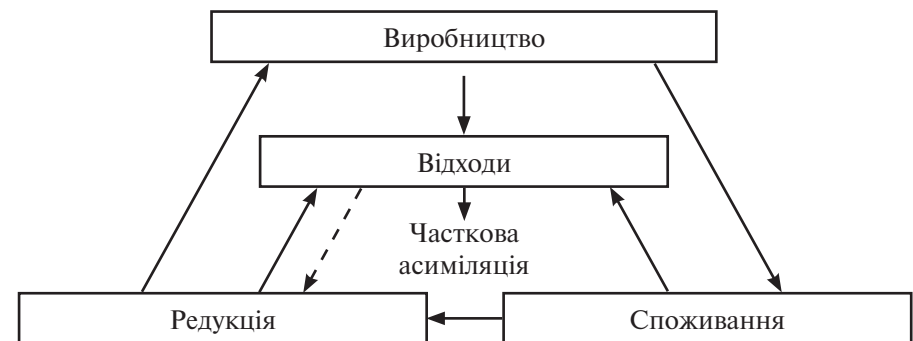 Виробництво
Відходи
Часткова
асиміляція
Редукція
Споживання